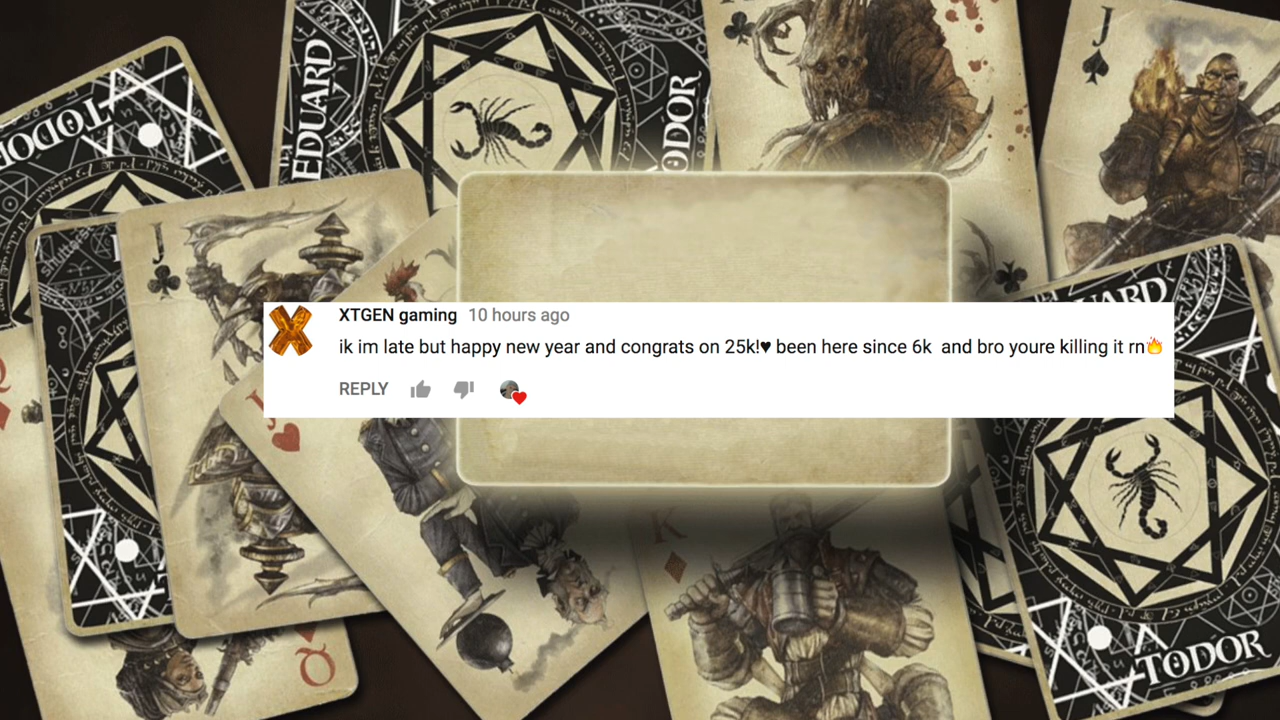 TODOR
EDUARD
TODOR
J
J
J
Q
XTGEN gaming 10 hours ago
ik im late but happy new year and congrats on 25k!♥ been here since 6k and bro youre killing it rn🔥
REPLY
J
K
Q
TODOR